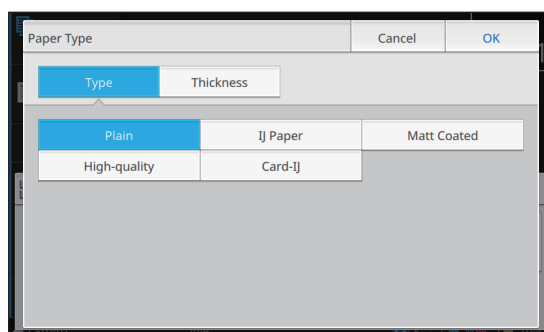 Paper Type Cancel OK
Type Thickness
Plain IJ Paper Matt Coated
High-quality Card-IJ